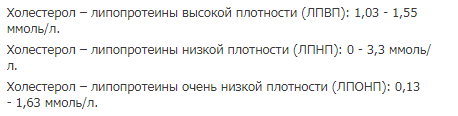 Холестерол – липопротеины высокой плотности (ЛПВП): 1,03 - 1,55
ммоль/л.
Холестерол – липопротеины низкой плотности (ЛПНП): 0 - 3,3 ммоль/
л.
Холестерол – липопротеины очень низкой плотности (ЛПОНП): 0,13
- 1,63 ммоль/л.